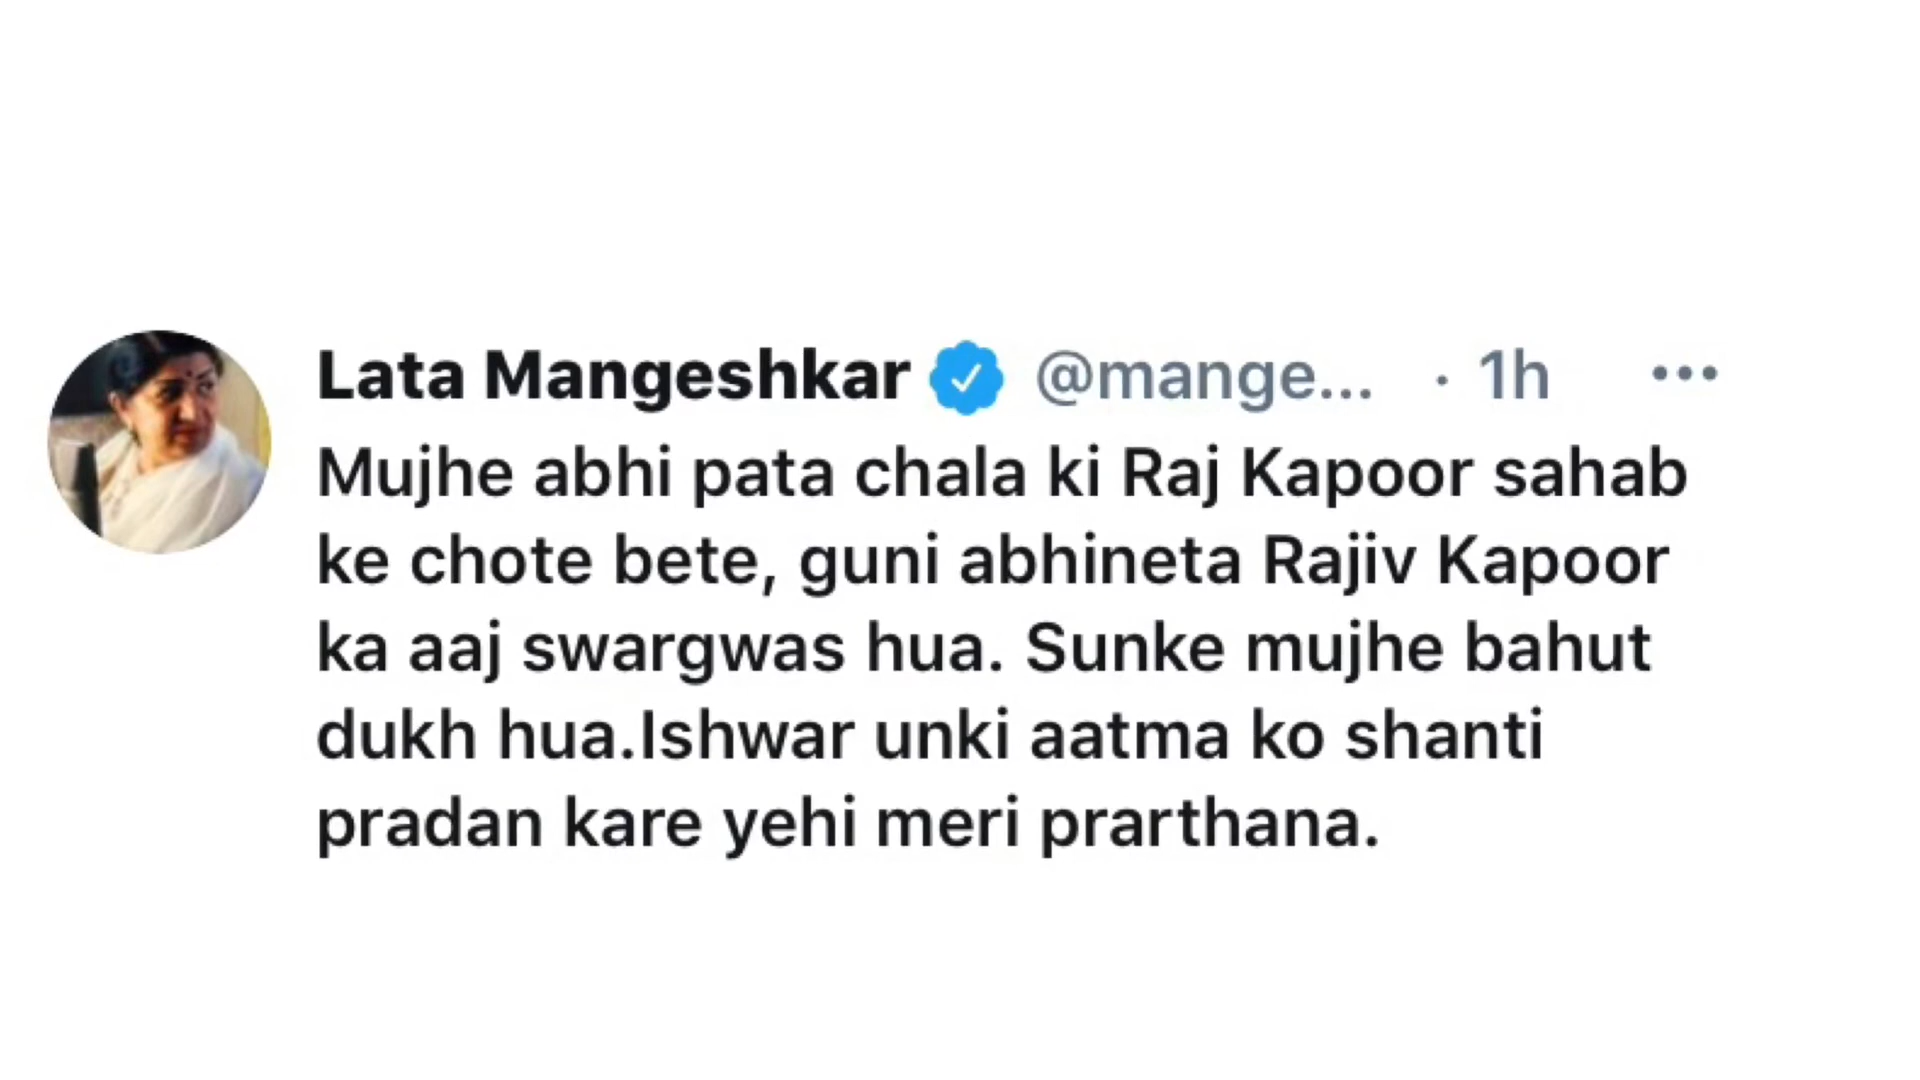 Lata Mangeshkar @mange... · 1h ...
Mujhe abhi pata chala ki Raj Kapoor sahab
ke chote bete, guni abhineta Rajiv Kapoor
ka aaj swargwas hua. Sunke mujhe bahut
dukh hua.Ishwar unki aatma ko shanti
pradan kare yehi meri prarthana.